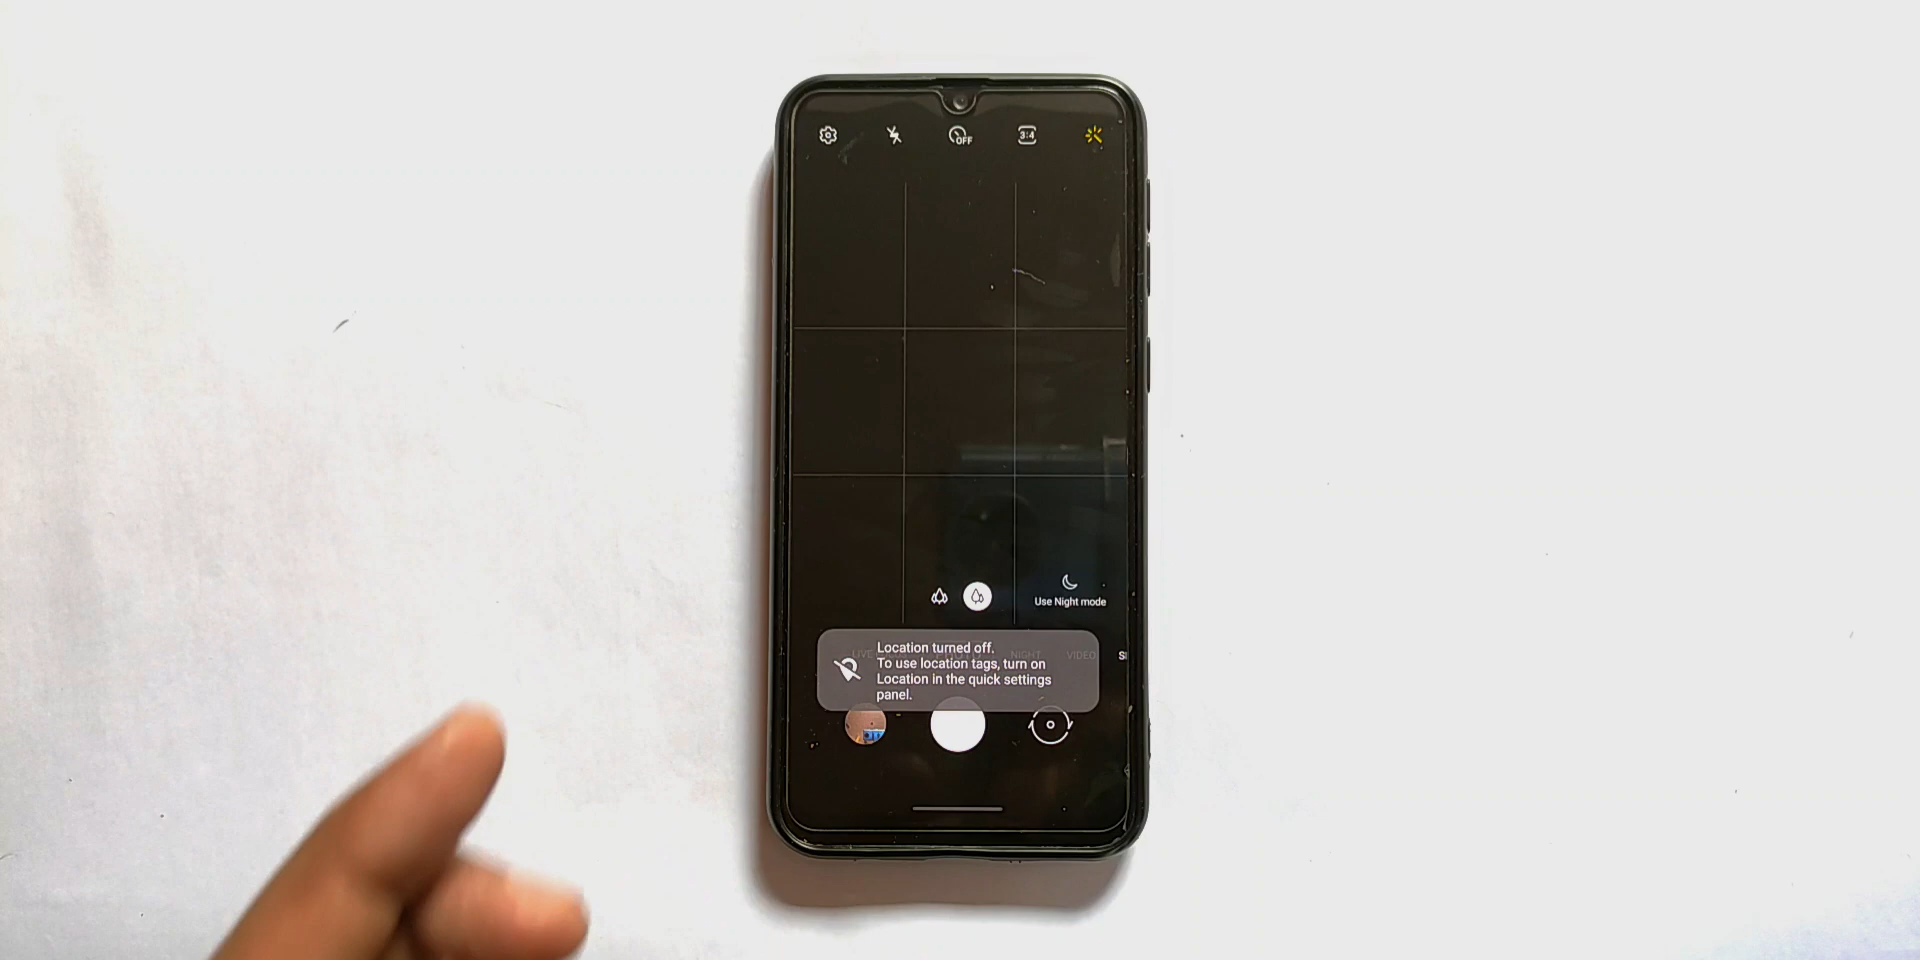 OFF
3:4
Use Night mode
Location turned off.
To use location tags, turn on
Location in the quick settings
panel.
NIGHT
VIDEO